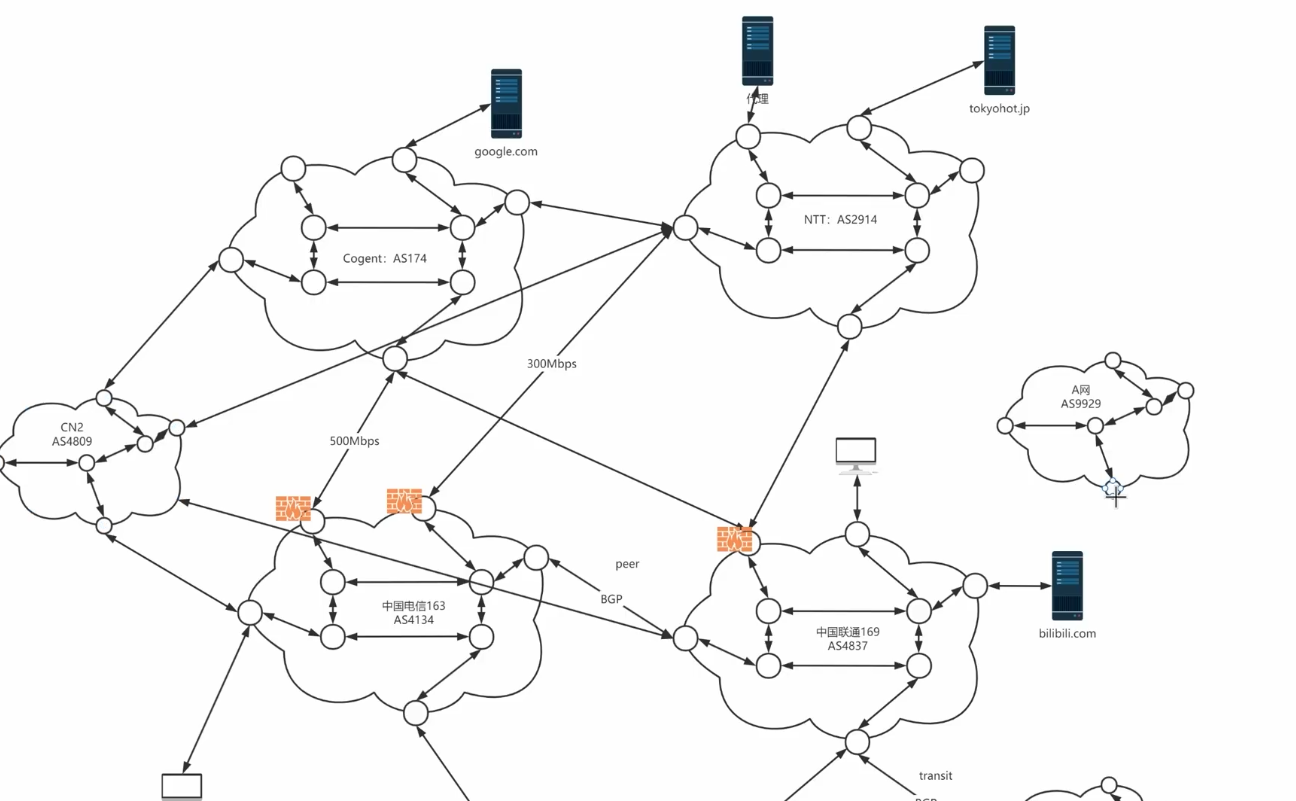 代理
tokyohot.jp
google.com
NTT：AS2914
Cogent：AS174
300Mbps
A网
AS9929
CN2
AS4809
500Mbps
peer
BGP
中国电信163
AS4134
中国联通169
AS4837
bilibili.com
transit
BGP